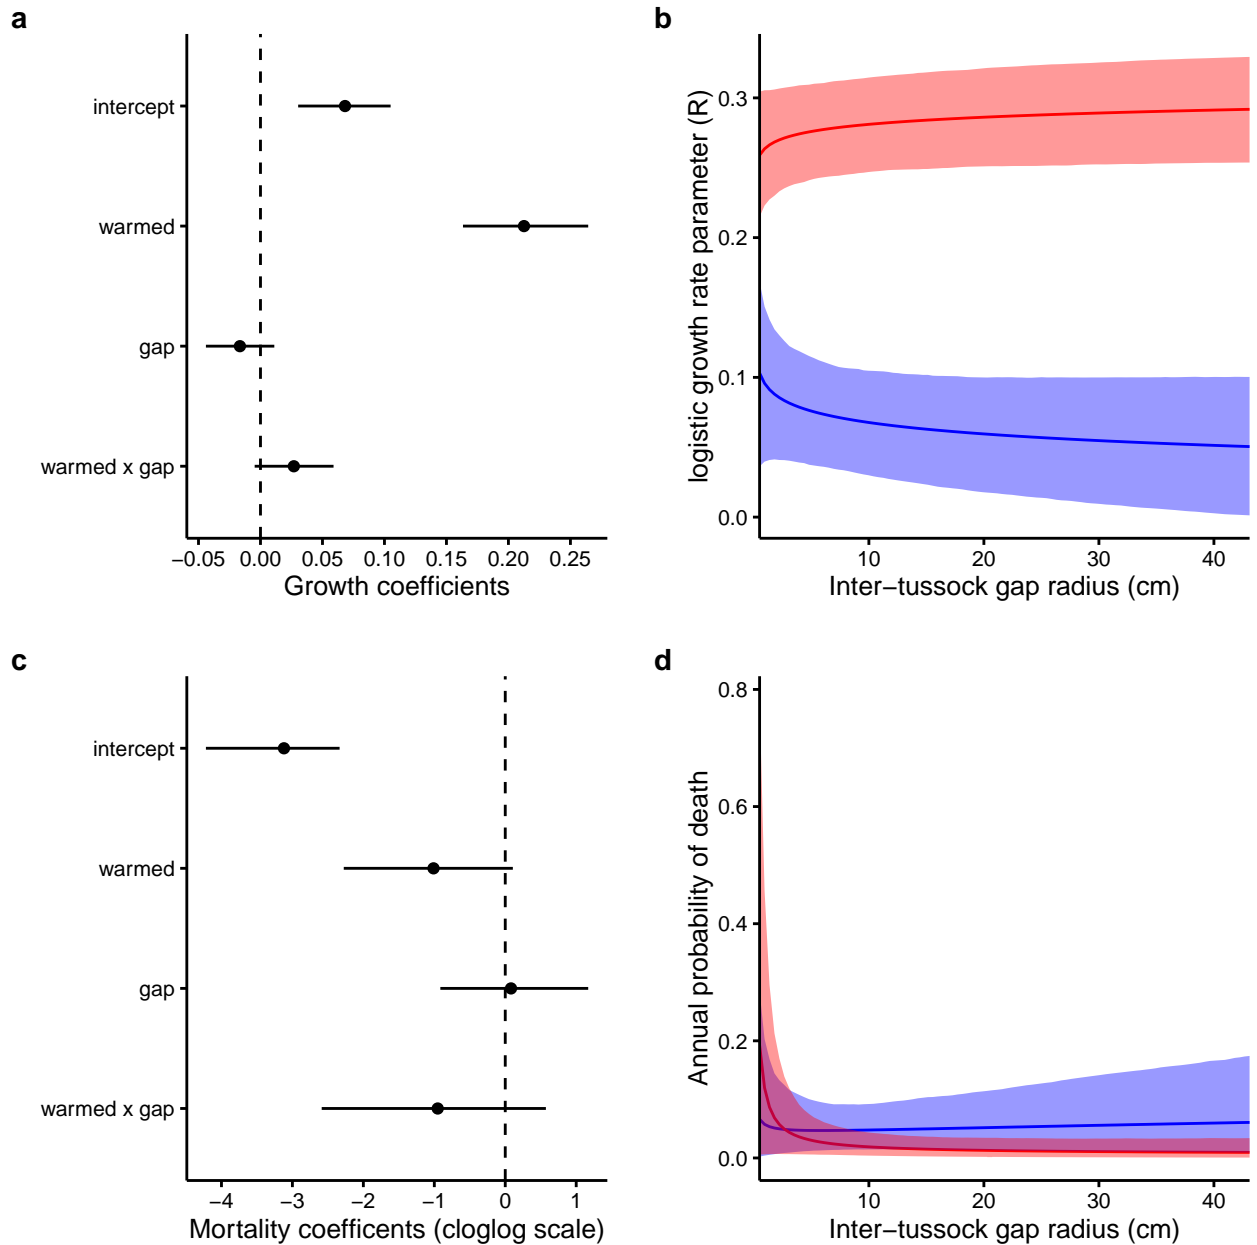 a
intercept
warmed
gap
warmed x gap
−0.05 0.00 0.05 0.10 0.15 0.20 0.25
Growth coefficients
b
logistic growth rate parameter (R)
0.3
0.2
0.1
0.0
10 20 30 40
Inter−tussock gap radius (cm)
c
intercept
warmed
gap
warmed x gap
−4 −3 −2 −1 0 1
Mortality coefficents (cloglog scale)
d
Annual probability of death
0.8
0.6
0.4
0.2
0.0
10 20 30 40
Inter−tussock gap radius (cm)